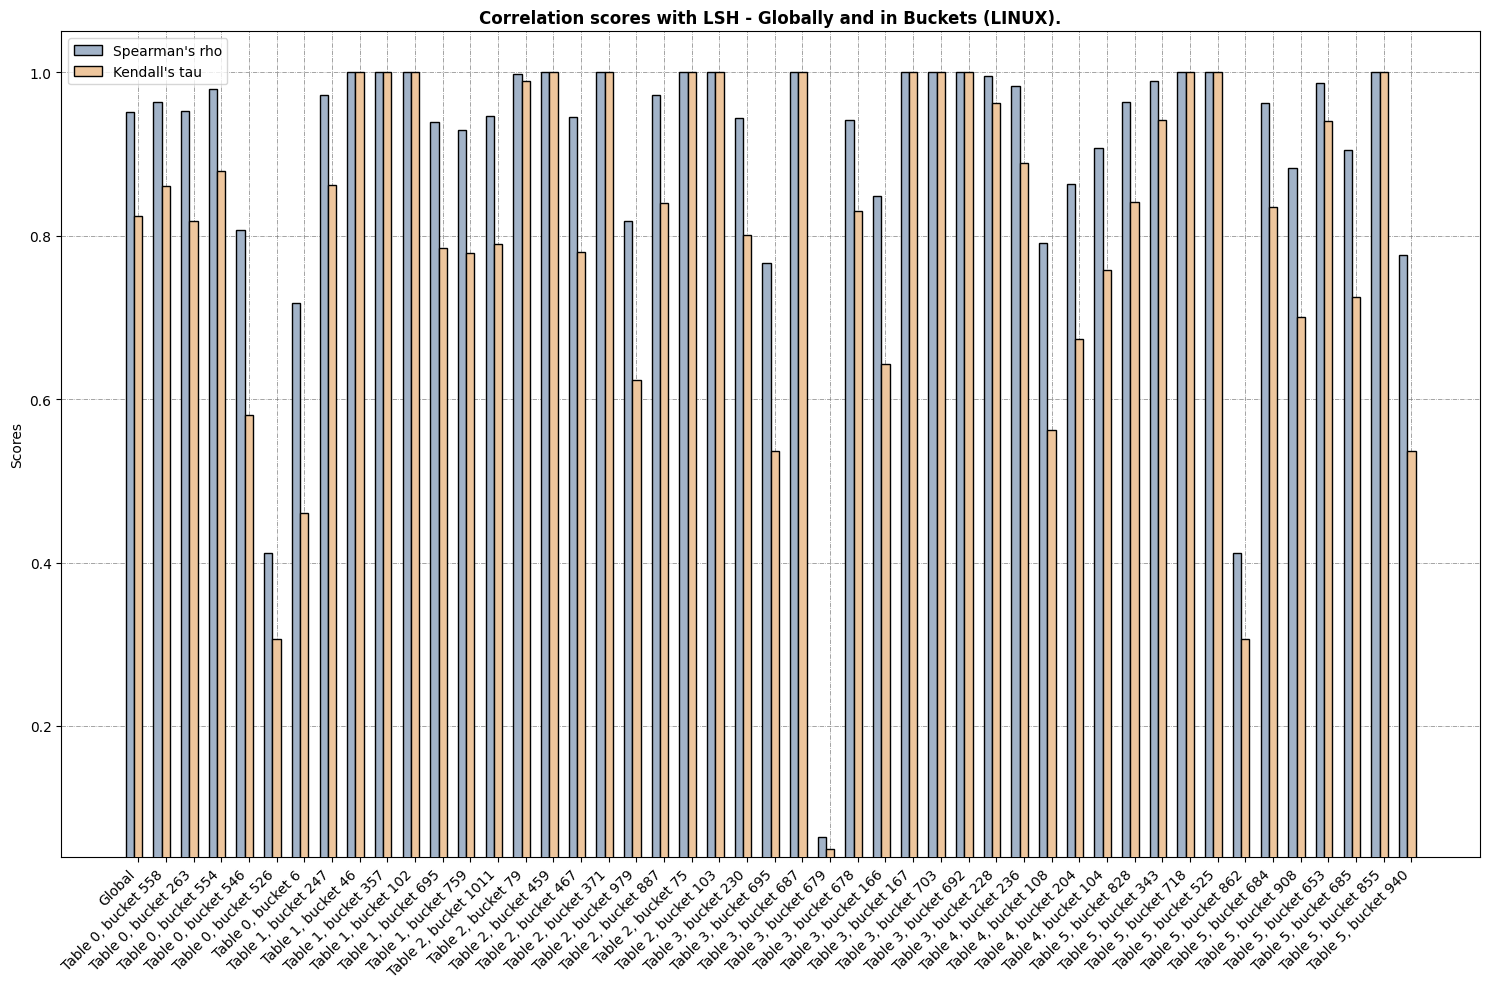 Correlation scores with LSH - Globally and in Buckets (LINUX).
Spearman's rho
Kendall's tau
Scores
1.0
0.8
0.6
0.4
0.2
Global
Table 0, bucket 558
Table 0, bucket 263
Table 0, bucket 554
Table 0, bucket 546
Table 0, bucket 526
Table 0, bucket 6
Table 1, bucket 247
Table 1, bucket 46
Table 1, bucket 357
Table 1, bucket 102
Table 1, bucket 695
Table 1, bucket 759
Table 2, bucket 1011
Table 2, bucket 79
Table 2, bucket 459
Table 2, bucket 467
Table 2, bucket 371
Table 2, bucket 979
Table 2, bucket 887
Table 2, bucket 75
Table 2, bucket 103
Table 3, bucket 230
Table 3, bucket 695
Table 3, bucket 687
Table 3, bucket 679
Table 3, bucket 678
Table 3, bucket 166
Table 3, bucket 167
Table 3, bucket 703
Table 3, bucket 692
Table 3, bucket 228
Table 4, bucket 236
Table 4, bucket 108
Table 4, bucket 204
Table 4, bucket 104
Table 5, bucket 828
Table 5, bucket 343
Table 5, bucket 718
Table 5, bucket 525
Table 5, bucket 862
Table 5, bucket 684
Table 5, bucket 908
Table 5, bucket 653
Table 5, bucket 685
Table 5, bucket 855
Table 5, bucket 940